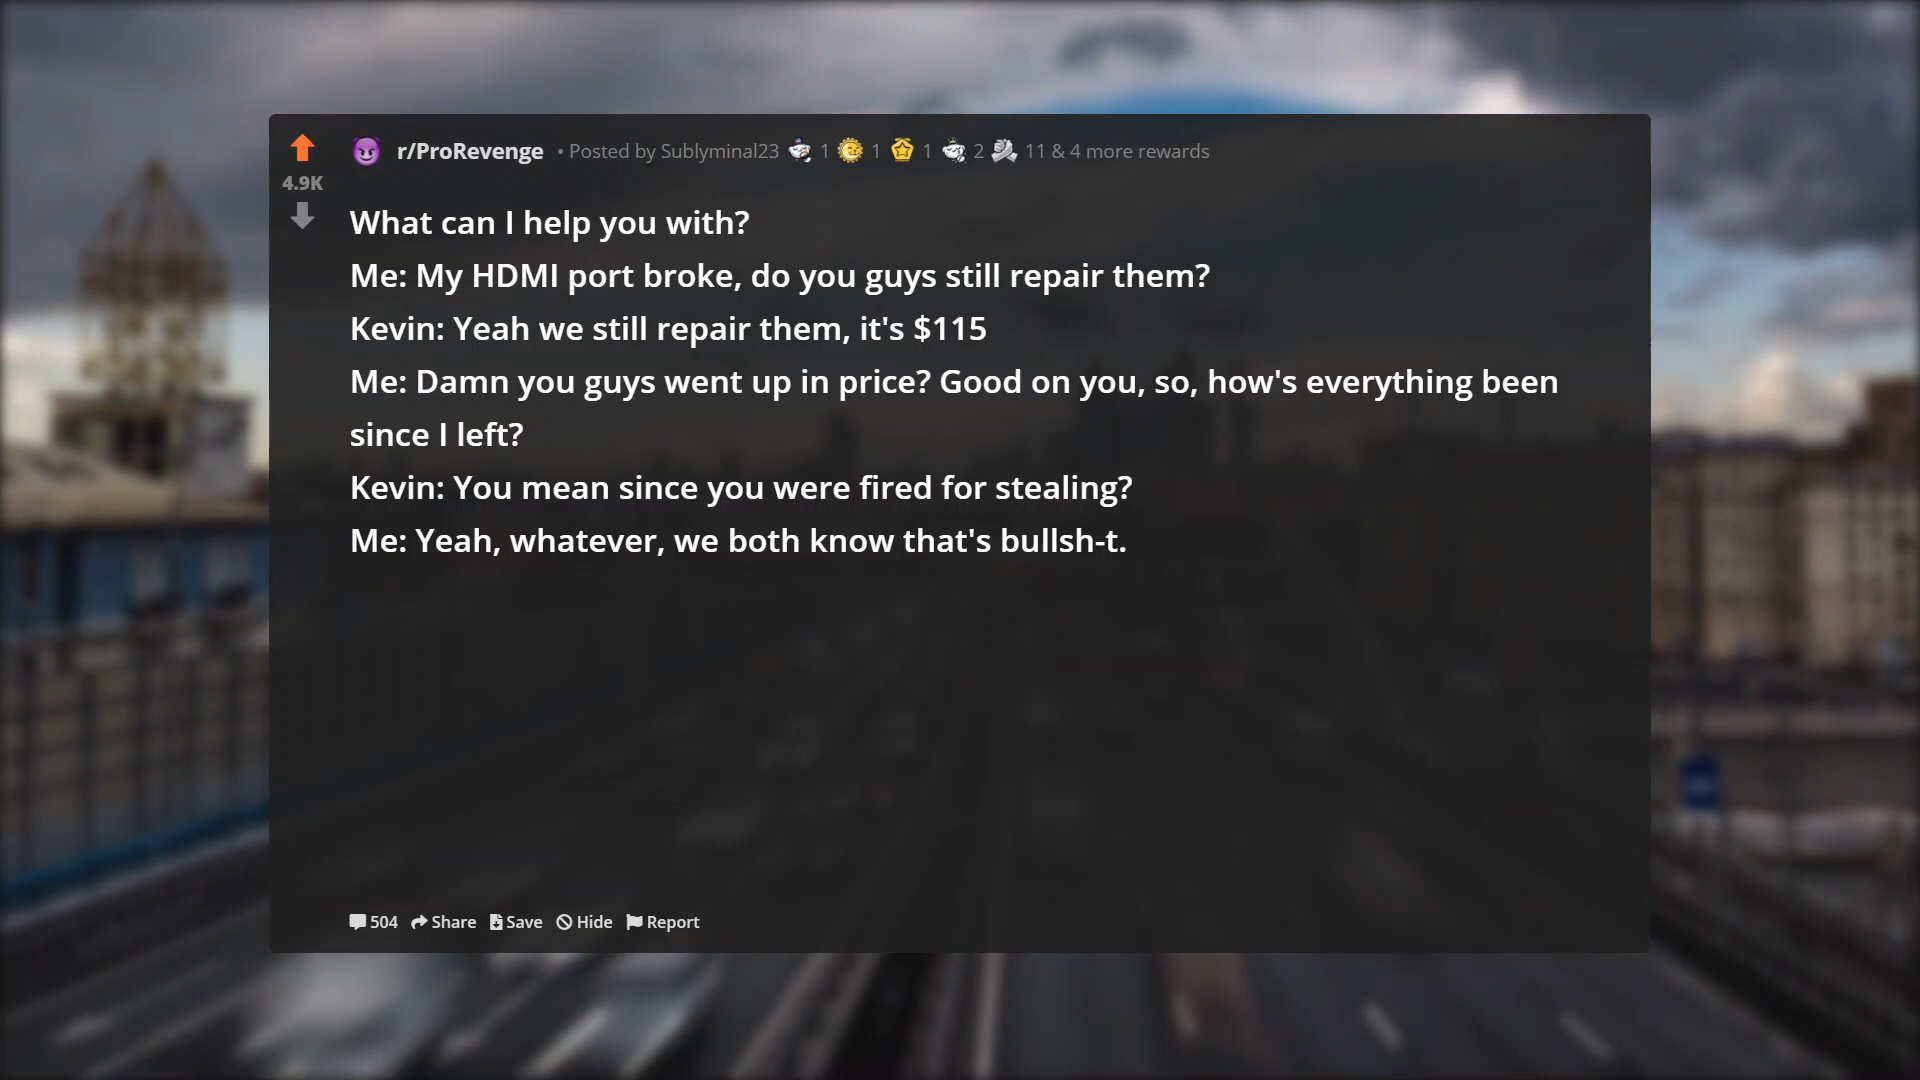 r/ProRevenge • Posted by Sublyminal23 1 1 1 2 11 & 4 more rewards
4.9K
What can I help you with?
Me: My HDMI port broke, do you guys still repair them?
Kevin: Yeah we still repair them, it's $115
Me: Damn you guys went up in price? Good on you, so, how's everything been
since I left?
Kevin: You mean since you were fired for stealing?
Me: Yeah, whatever, we both know that's bullsh-t.
504 Share Save Hide Report